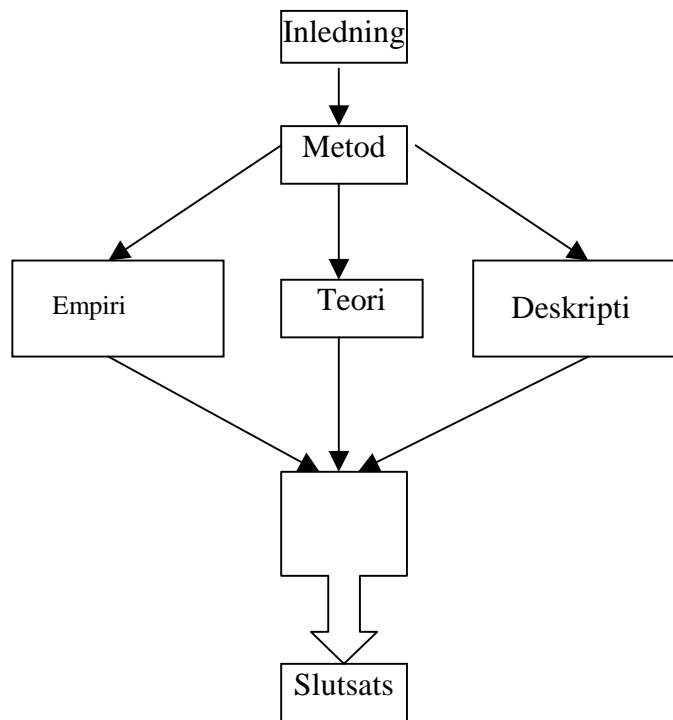 Inledning
Metod
Empiri
Teori
Deskripti
Slutsats